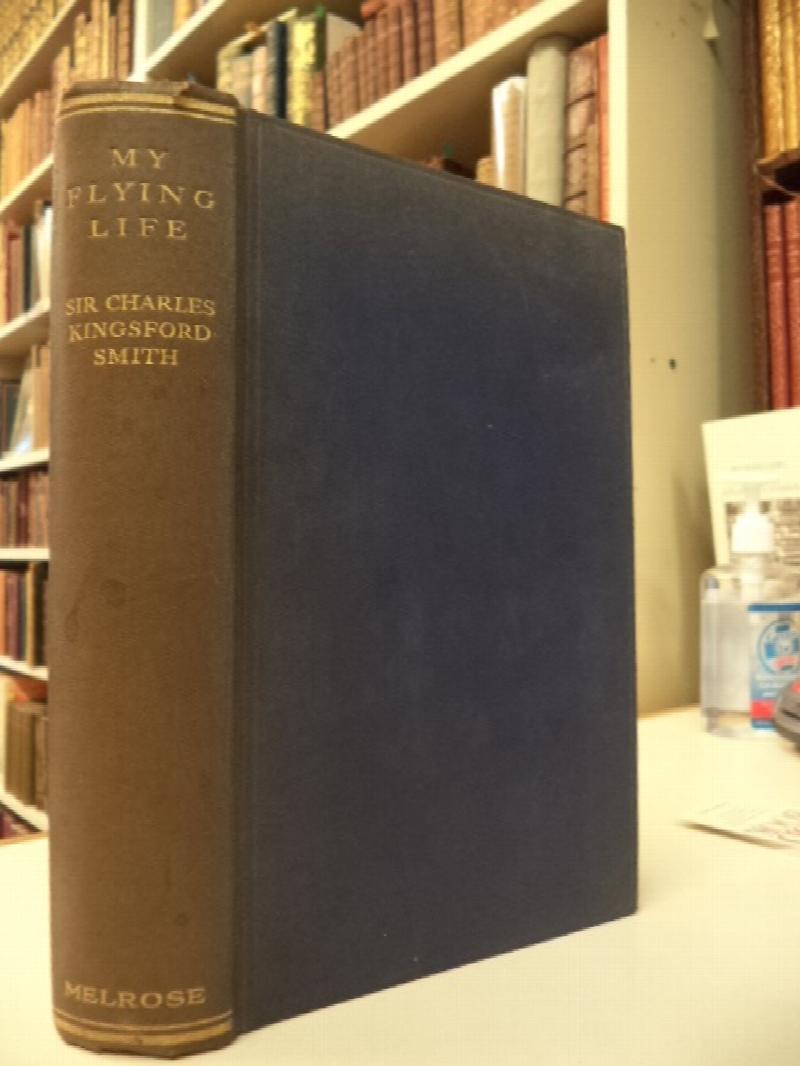 MY
FLYING
LIFE
SIR CHARLES
KINGSFORD
SMITH
MELROSE